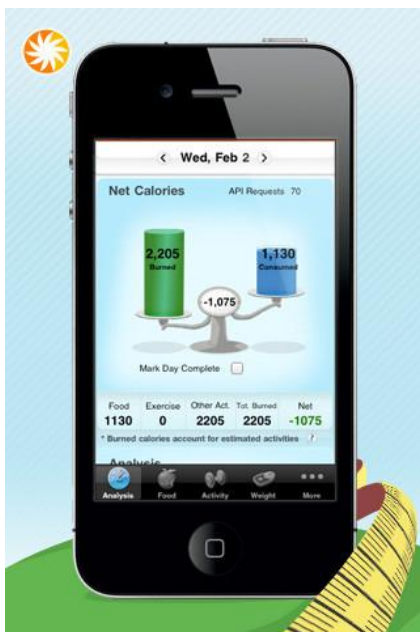 Wed, Feb 2
Net Calories API Requests 70
2,205 1,130
Burned Consumed
-1,075
Mark Day Complete
Food Exercise Other Act. Tot. Burned Net
1130 0 2205 2205 -1075
* Burned calories account for estimated activities ?
Analysis
Analysis Food Activity Weight More